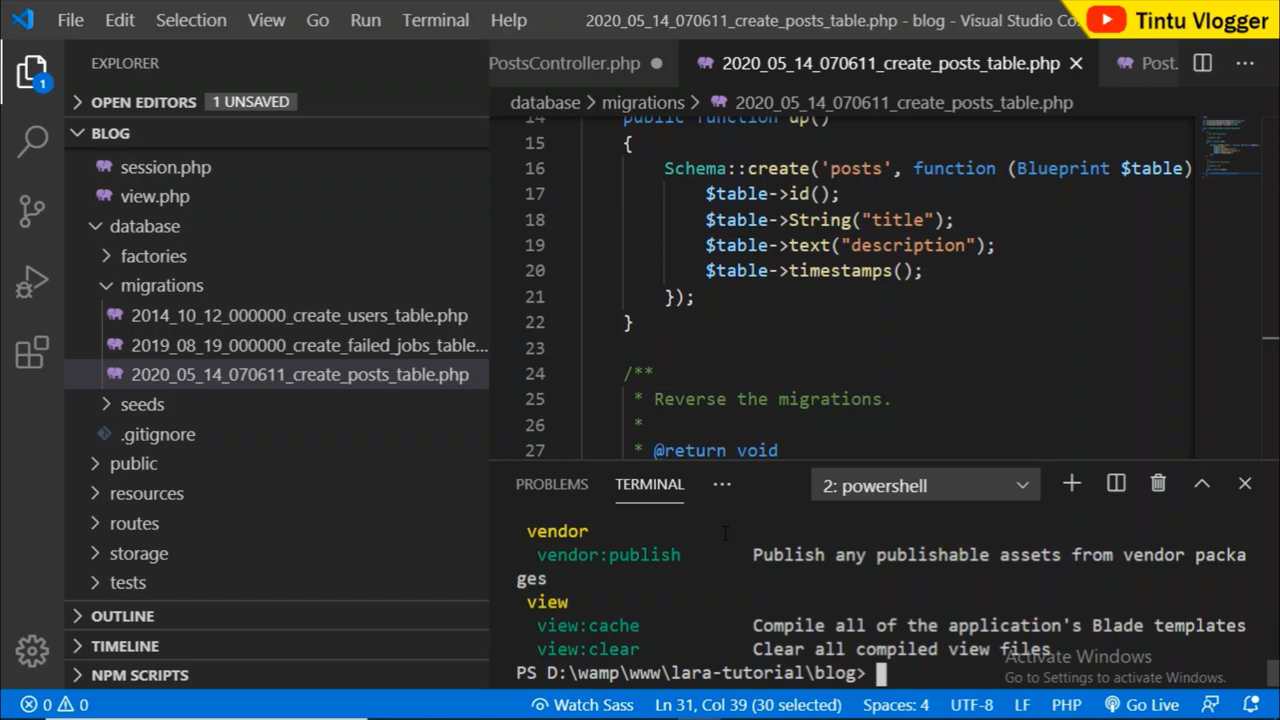 File Edit Selection View Go Run Terminal Help 2020_05_14_070611_create_posts_table.php - blog - Visual Studio Co
Tintu Vlogger
EXPLORER
OPEN EDITORS 1 UNSAVED
BLOG
session.php
view.php
database
factories
migrations
2014_10_12_000000_create_users_table.php
2019_08_19_000000_create_failed_jobs_table...
2020_05_14_070611_create_posts_table.php
seeds
.gitignore
public
resources
routes
storage
tests
OUTLINE
TIMELINE
NPM SCRIPTS
1
PostsController.php 2020_05_14_070611_create_posts_table.php Post.
database > migrations > 2020_05_14_070611_create_posts_table.php
14 public function up()
15 {
16 Schema::create('posts', function (Blueprint $table)
17 $table->id();
18 $table->String("title");
19 $table->text("description");
20 $table->timestamps();
21 });
22 }
23
24 /**
25 * Reverse the migrations.
26 *
27 * @return void
PROBLEMS TERMINAL ... 2: powershell
vendor
vendor:publish Publish any publishable assets from vendor packa
ges
view
view:cache Compile all of the application's Blade templates
view:clear Clear all compiled view files
PS D:\wamp\www\lara-tutorial\blog>
Activate Windows
Go to Settings to activate Windows.
0 0 Watch Sass Ln 31, Col 39 (30 selected) Spaces: 4 UTF-8 LF PHP Go Live